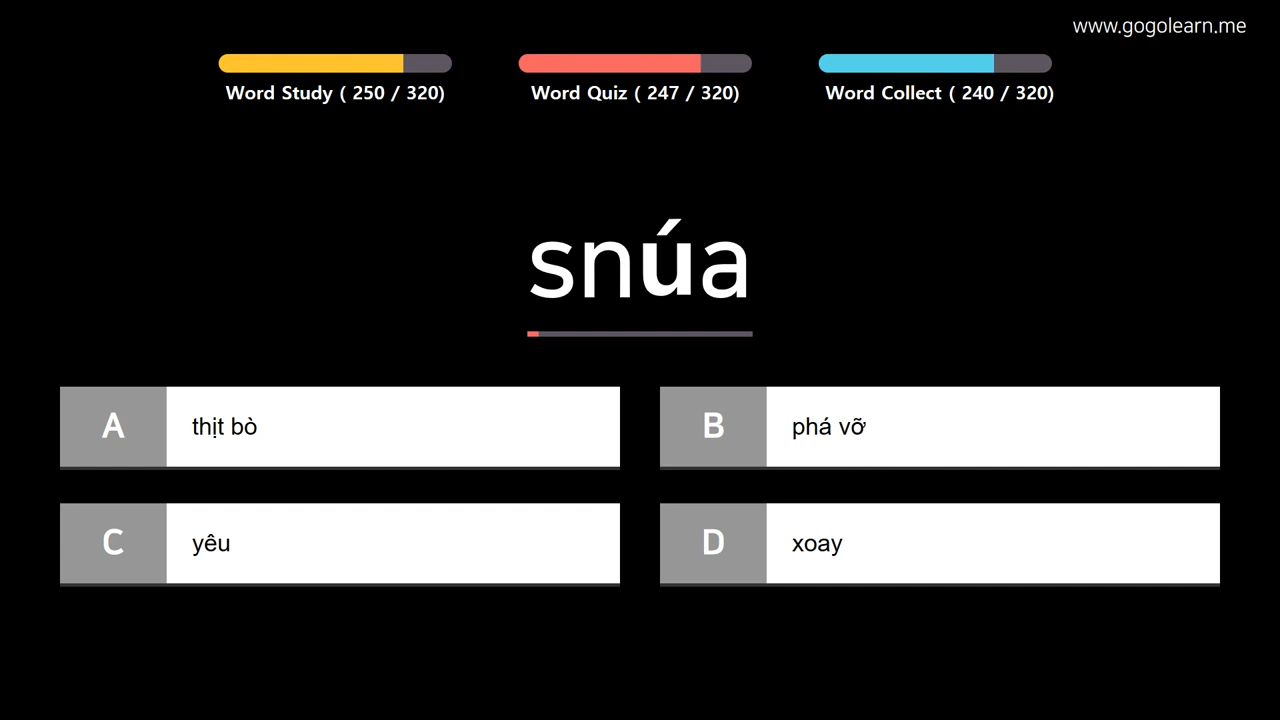 www.gogolearn.me
Word Study ( 250 / 320)
Word Quiz ( 247 / 320)
Word Collect ( 240 / 320)
snúa
A thịt bò
B phá vỡ
C yêu
D xoay